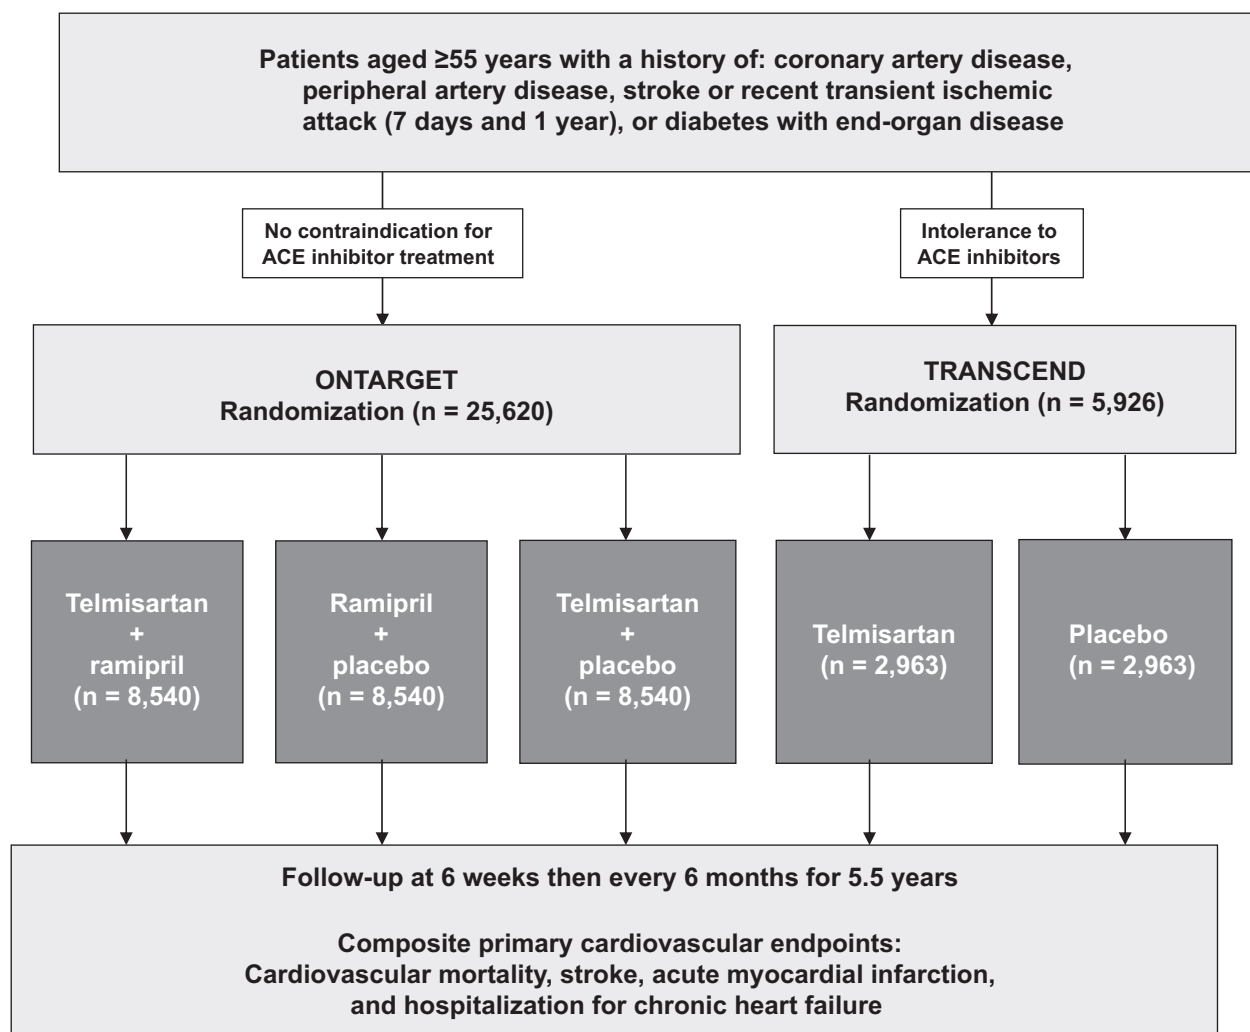 Patients aged ≥55 years with a history of: coronary artery disease,
peripheral artery disease, stroke or recent transient ischemic
attack (7 days and 1 year), or diabetes with end-organ disease
No contraindication for
ACE inhibitor treatment
Intolerance to
ACE inhibitors
ONTARGET
Randomization (n = 25,620)
TRANSCEND
Randomization (n = 5,926)
Telmisartan
+
ramipril
(n = 8,540)
Ramipril
+
placebo
(n = 8,540)
Telmisartan
+
placebo
(n = 8,540)
Telmisartan
(n = 2,963)
Placebo
(n = 2,963)
Follow-up at 6 weeks then every 6 months for 5.5 years
Composite primary cardiovascular endpoints:
Cardiovascular mortality, stroke, acute myocardial infarction,
and hospitalization for chronic heart failure